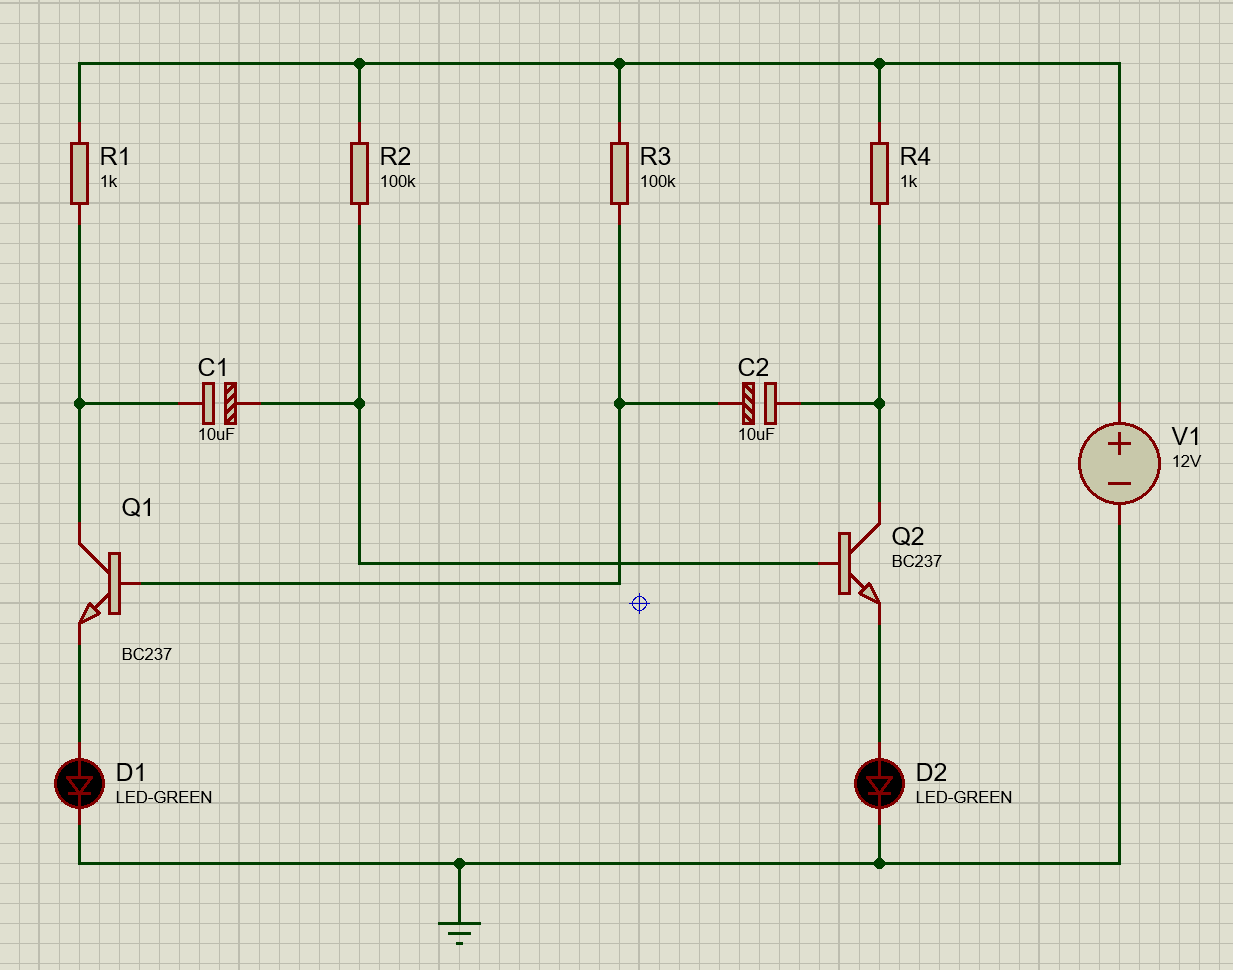 R1
1k
R2
100k
R3
100k
R4
1k
C1
10uF
C2
10uF
V1
12V
Q1
BC237
Q2
BC237
D1
LED-GREEN
D2
LED-GREEN